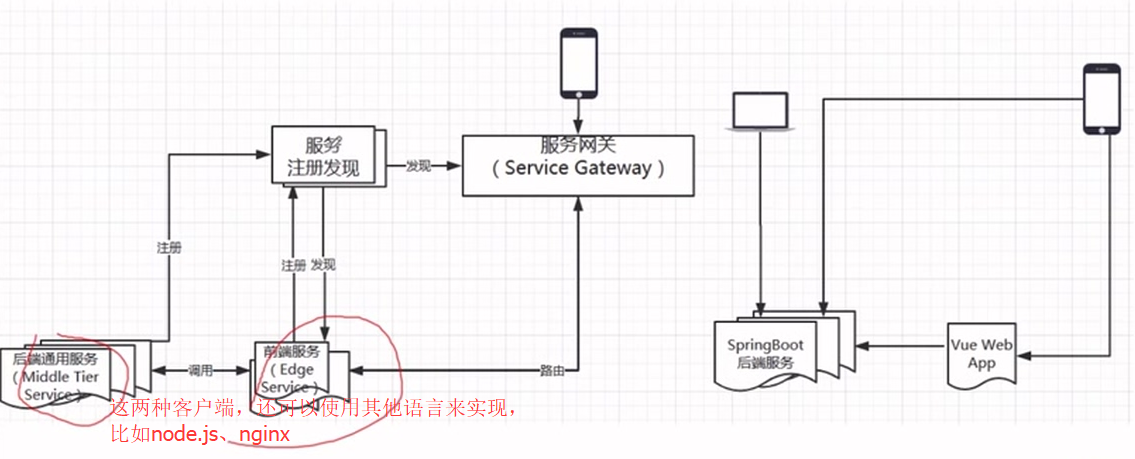 服务
注册发现
发现
服务网关
（Service Gateway）
注册
注册
发现
后端通用服务
（Middle Tier
Service）
调用
前端服务
（Edge
Service）
路由
SpringBoot
后端服务
Vue Web
App
这两种客户端，还可以使用其他语言来实现，
比如node.js、nginx